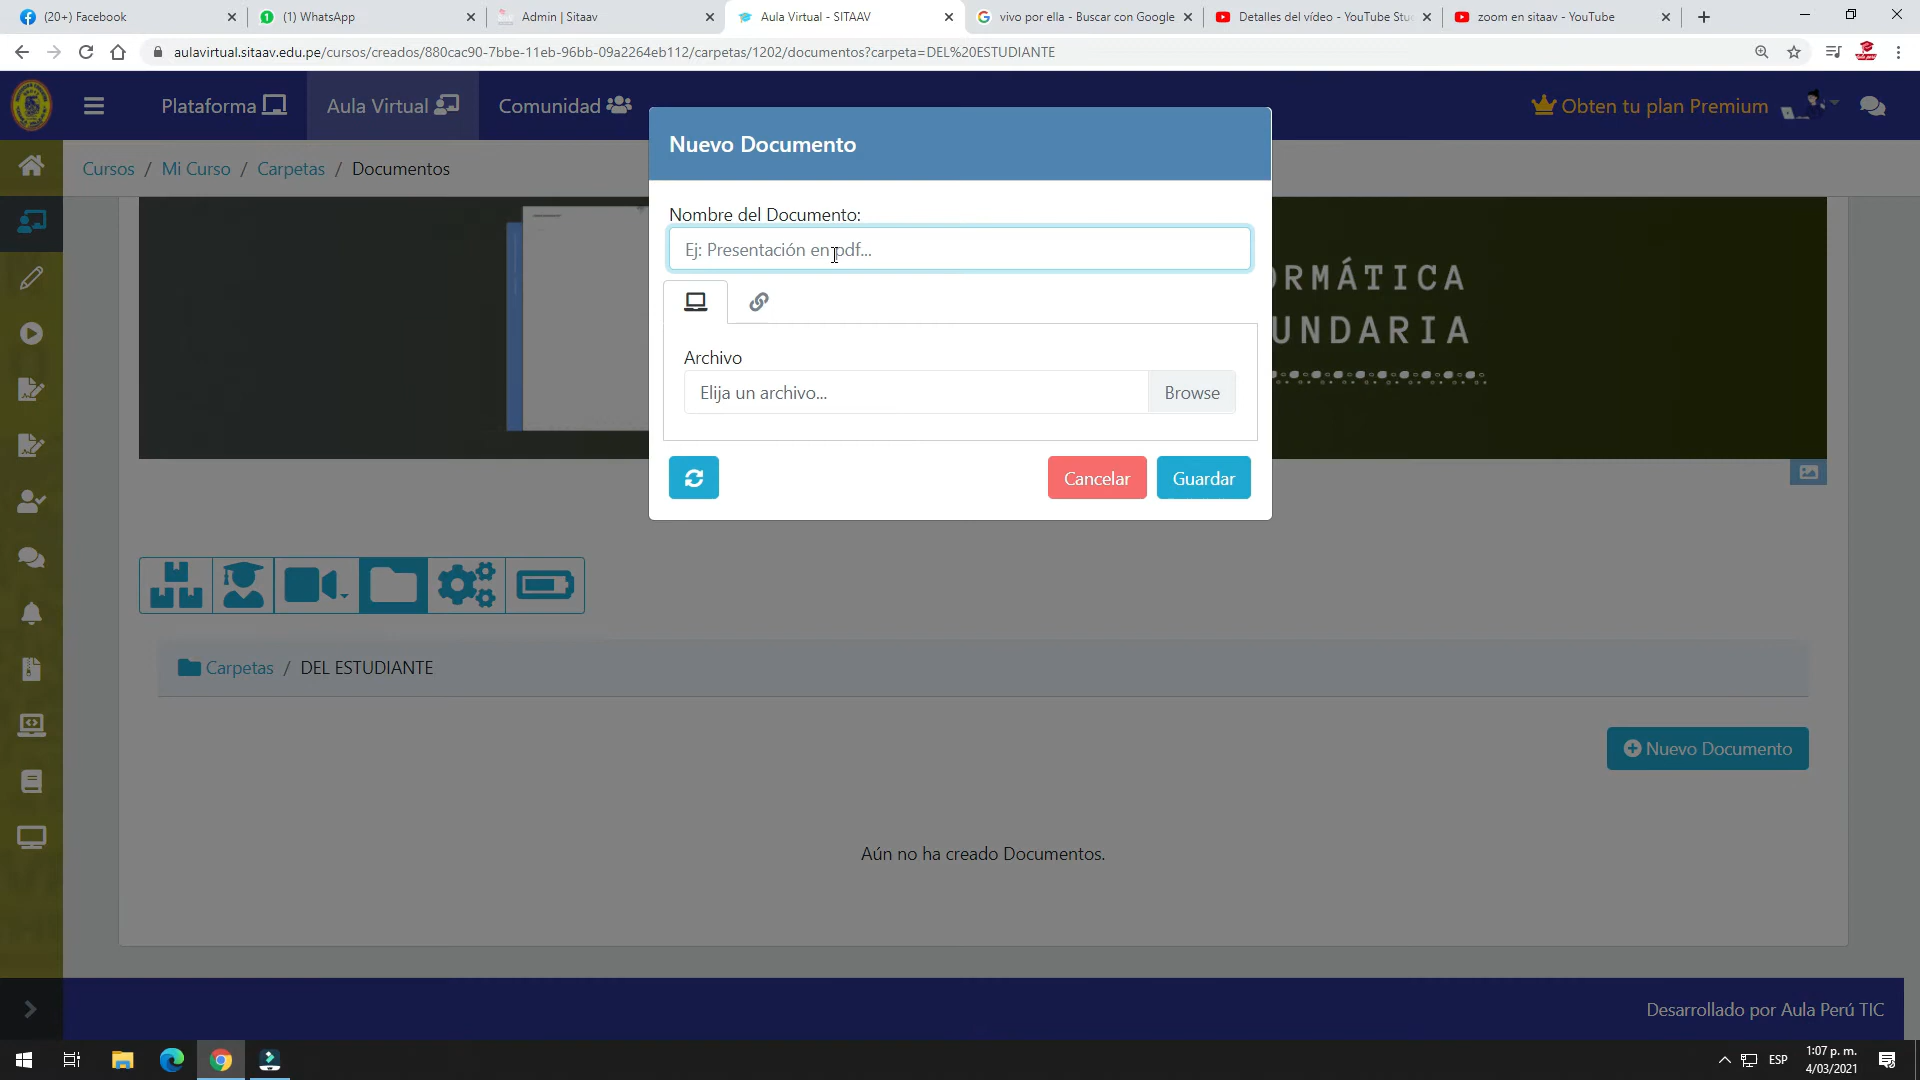 (20+) Facebook
(1) WhatsApp
Admin | Sitaav
Aula Virtual - SITAAV
vivo por ella - Buscar con Google
Detalles del vídeo - YouTube Stu
zoom en sitaav - YouTube
aulavirtual.sitaav.edu.pe/cursos/creados/880cac90-7bbe-11eb-96bb-09a2264eb112/carpetas/1202/documentos?carpeta=DEL%20ESTUDIANTE
Plataforma
Aula Virtual
Comunidad
Obten tu plan Premium
Cursos / Mi Curso / Carpetas / Documentos
Nuevo Documento
Nombre del Documento:
Ej: Presentación en pdf...
Archivo
Elija un archivo...
Browse
Cancelar
Guardar
ORMÁTICA
UNDARIA
Carpetas / DEL ESTUDIANTE
Nuevo Documento
Aún no ha creado Documentos.
Desarrollado por Aula Perú TIC
ESP
1:07 p. m.
4/03/2021